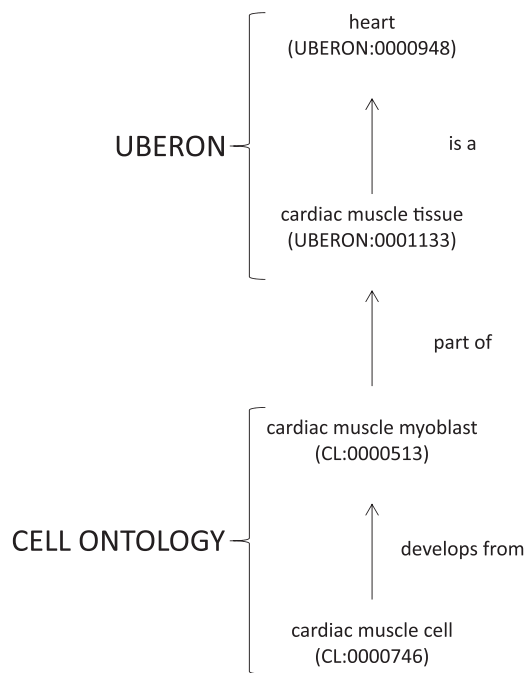 heart
(UBERON:0000948)
UBERON
is a
cardiac muscle tissue
(UBERON:0001133)
part of
cardiac muscle myoblast
(CL:0000513)
CELL ONTOLOGY
develops from
cardiac muscle cell
(CL:0000746)